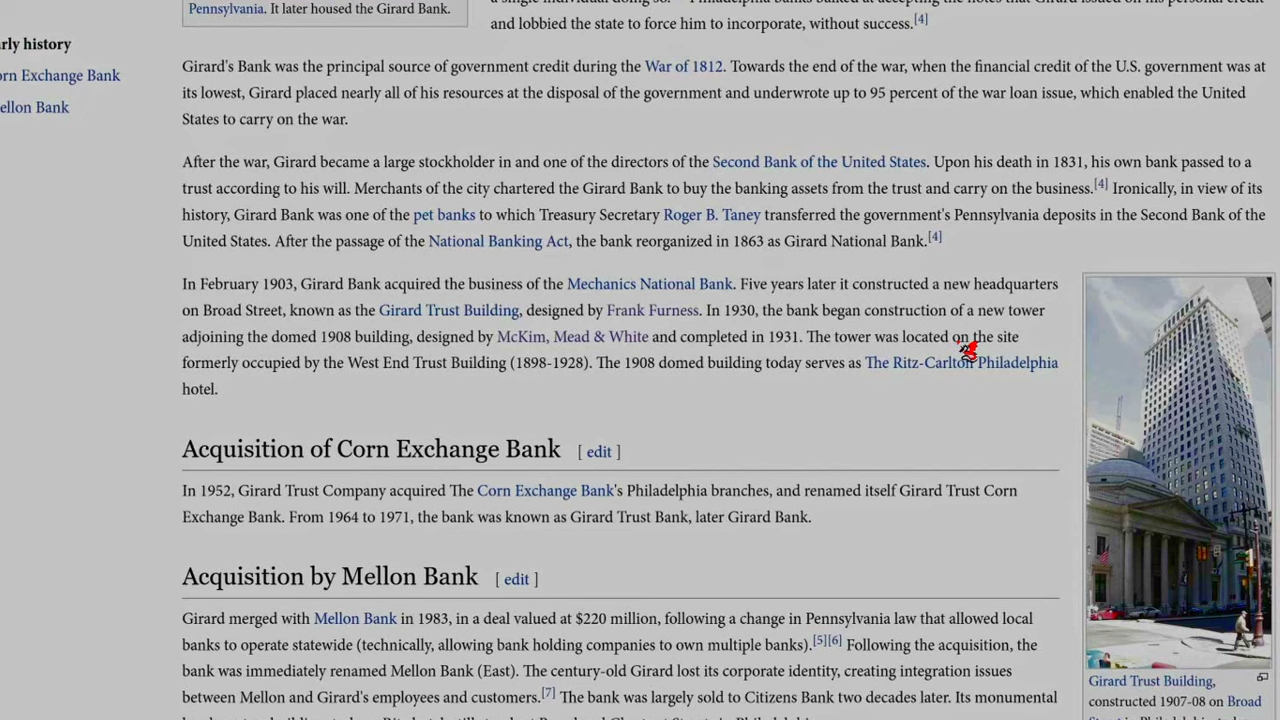 Pennsylvania. It later housed the Girard Bank.
and lobbied the state to force him to incorporate, without success.[4]
rly history
orn Exchange Bank
ellon Bank
Girard's Bank was the principal source of government credit during the War of 1812. Towards the end of the war, when the financial credit of the U.S. government was at
its lowest, Girard placed nearly all of his resources at the disposal of the government and underwrote up to 95 percent of the war loan issue, which enabled the United
States to carry on the war.
After the war, Girard became a large stockholder in and one of the directors of the Second Bank of the United States. Upon his death in 1831, his own bank passed to a
trust according to his will. Merchants of the city chartered the Girard Bank to buy the banking assets from the trust and carry on the business.[4] Ironically, in view of its
history, Girard Bank was one of the pet banks to which Treasury Secretary Roger B. Taney transferred the government's Pennsylvania deposits in the Second Bank of the
United States. After the passage of the National Banking Act, the bank reorganized in 1863 as Girard National Bank.[4]
In February 1903, Girard Bank acquired the business of the Mechanics National Bank. Five years later it constructed a new headquarters
on Broad Street, known as the Girard Trust Building, designed by Frank Furness. In 1930, the bank began construction of a new tower
adjoining the domed 1908 building, designed by McKim, Mead & White and completed in 1931. The tower was located on the site
formerly occupied by the West End Trust Building (1898-1928). The 1908 domed building today serves as The Ritz-Carlton Philadelphia
hotel.
Acquisition of Corn Exchange Bank [ edit ]
In 1952, Girard Trust Company acquired The Corn Exchange Bank's Philadelphia branches, and renamed itself Girard Trust Corn
Exchange Bank. From 1964 to 1971, the bank was known as Girard Trust Bank, later Girard Bank.
Acquisition by Mellon Bank [ edit ]
Girard merged with Mellon Bank in 1983, in a deal valued at $220 million, following a change in Pennsylvania law that allowed local
banks to operate statewide (technically, allowing bank holding companies to own multiple banks).[5][6] Following the acquisition, the
bank was immediately renamed Mellon Bank (East). The century-old Girard lost its corporate identity, creating integration issues
between Mellon and Girard's employees and customers.[7] The bank was largely sold to Citizens Bank two decades later. Its monumental
Girard Trust Building,
constructed 1907-08 on Broad